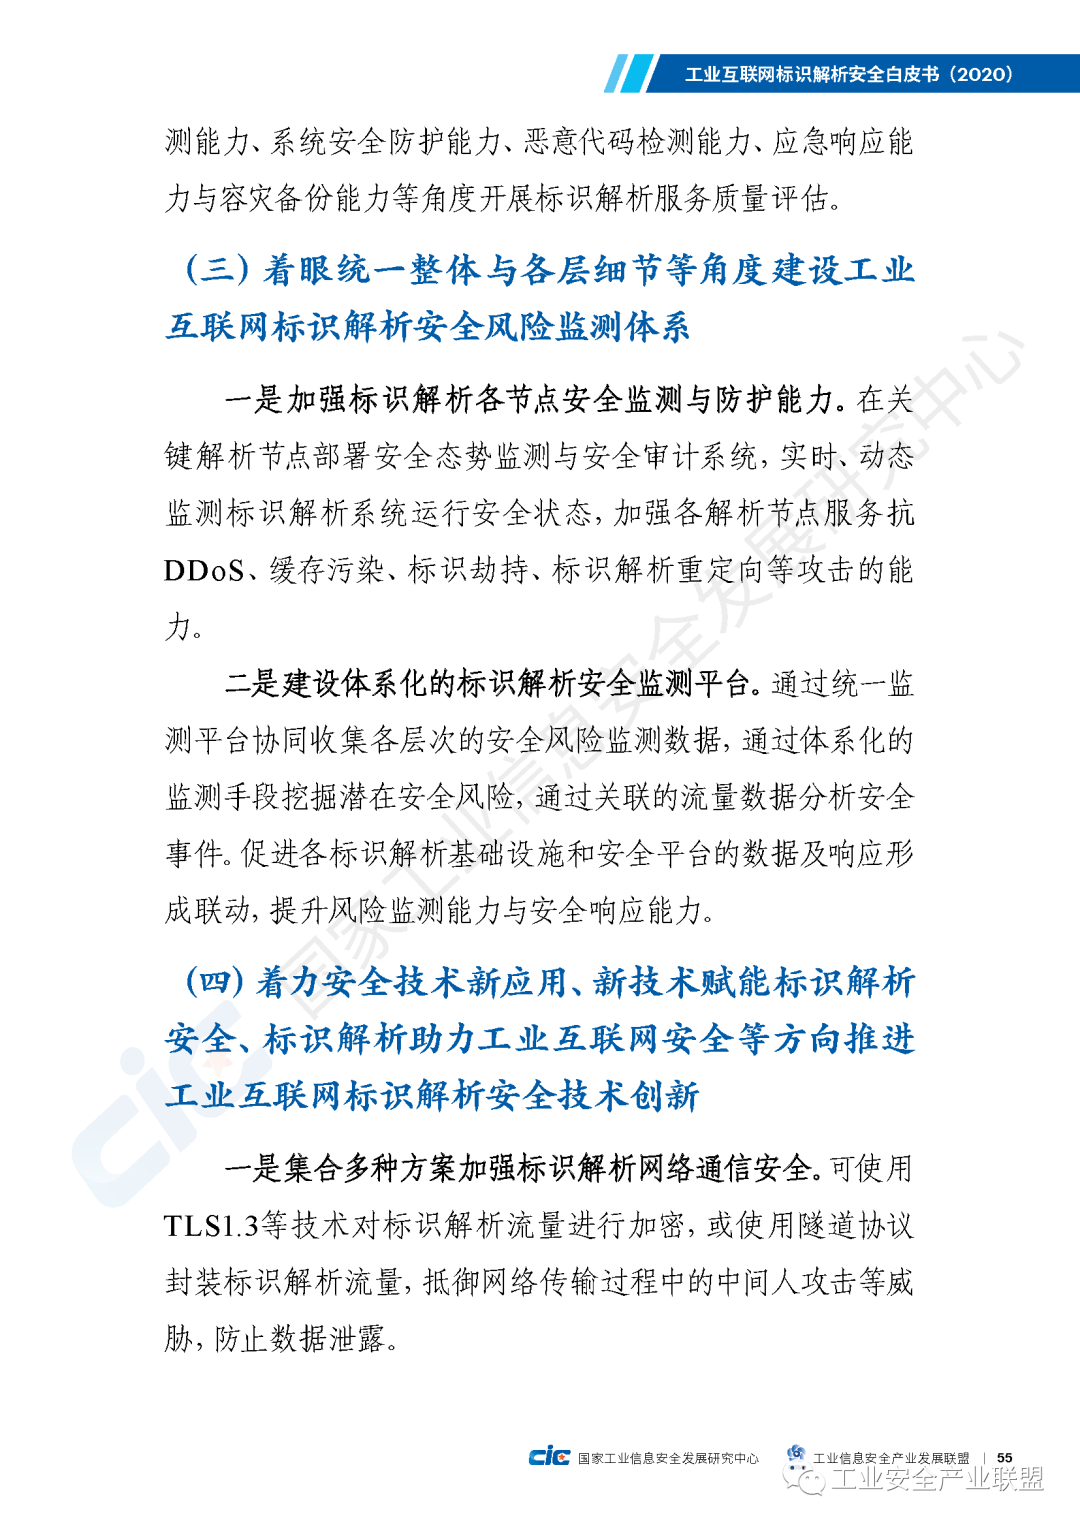 工业互联网标识解析安全白皮书（2020）
测能力、系统安全防护能力、恶意代码检测能力、应急响应能
力与容灾备份能力等角度开展标识解析服务质量评估。
（三）着眼统一整体与各层细节等角度建设工业
互联网标识解析安全风险监测体系
一是加强标识解析各节点安全监测与防护能力。在关
键解析节点部署安全态势监测与安全审计系统，实时、动态
监测标识解析系统运行安全状态，加强各解析节点服务抗
DDoS、缓存污染、标识劫持、标识解析重定向等攻击的能
力。
二是建设体系化的标识解析安全监测平台。通过统一监
测平台协同收集各层次的安全风险监测数据，通过体系化的
监测手段挖掘潜在安全风险，通过关联的流量数据分析安全
事件。促进各标识解析基础设施和安全平台的数据及响应形
成联动，提升风险监测能力与安全响应能力。
（四）着力安全技术新应用、新技术赋能标识解析
安全、标识解析助力工业互联网安全等方向推进
工业互联网标识解析安全技术创新
一是集合多种方案加强标识解析网络通信安全。可使用
TLS1.3等技术对标识解析流量进行加密，或使用隧道协议
封装标识解析流量，抵御网络传输过程中的中间人攻击等威
胁，防止数据泄露。
国家工业信息安全发展研究中心
CIC
CIC 国家工业信息安全发展研究中心 工业信息安全产业发展联盟 | 55
工业安全产业联盟